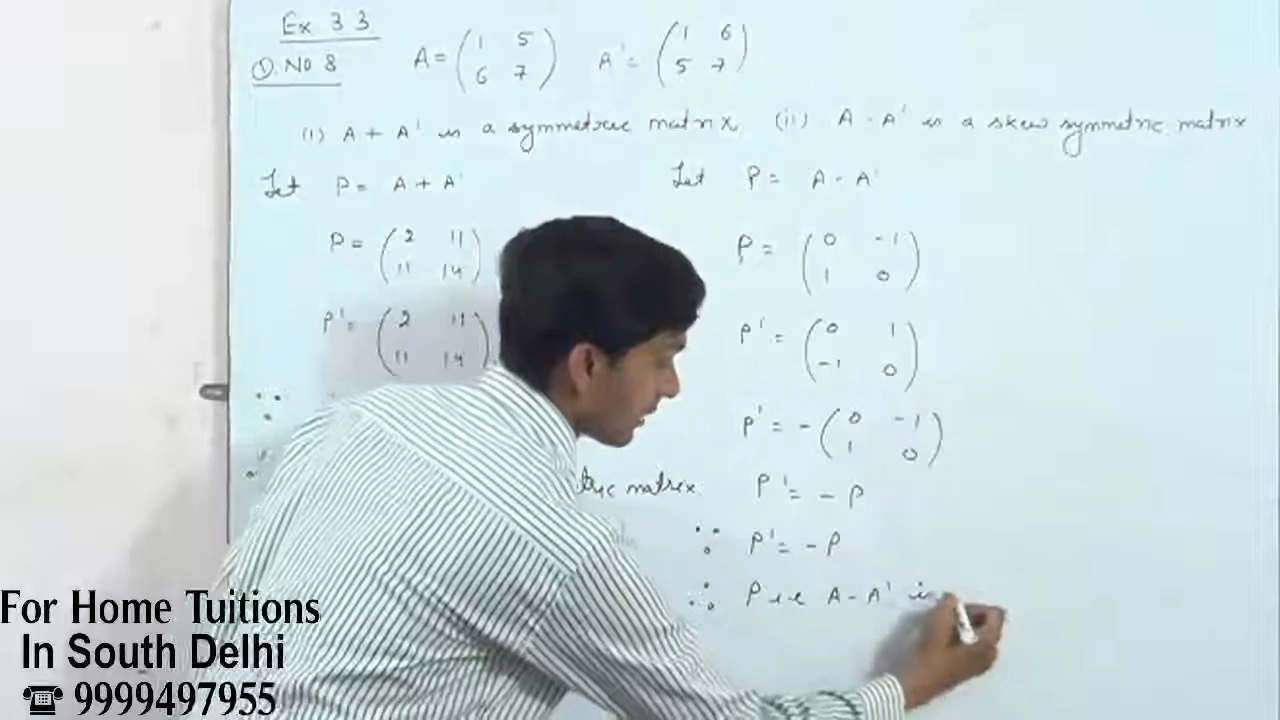 Ex 3 3
Q. No 8
A = ( 1 5 6 7 ) A' = ( 1 6 5 7 )
(i) A + A' is a symmetric matrix (ii) A - A' is a skew symmetric matrix
Let P = A + A'
P = ( 2 11
11 14 )
P' = ( 2 11
11 14 )
∵
∴ matrix
Let P = A - A'
P = ( 0 -1
1 0 )
P' = ( 0 1
-1 0 )
P' = - ( 0 -1
1 0 )
P' = - P
∵ P' = - P
∴ P i.e A - A' is
For Home Tuitions
In South Delhi
☎ 9999497955